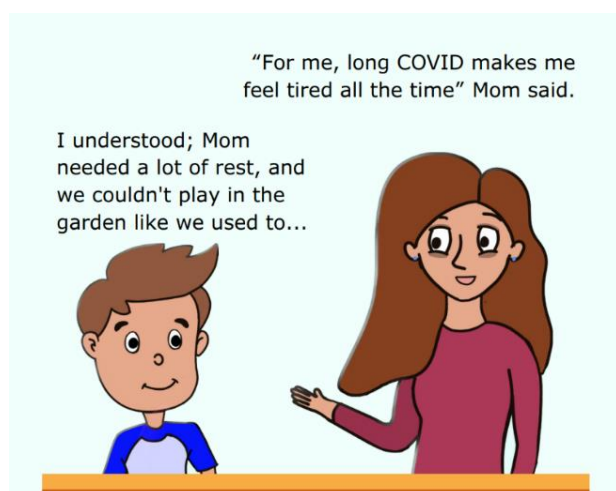 “For me, long COVID makes me
feel tired all the time” Mom said.
I understood; Mom
needed a lot of rest, and
we couldn't play in the
garden like we used to...